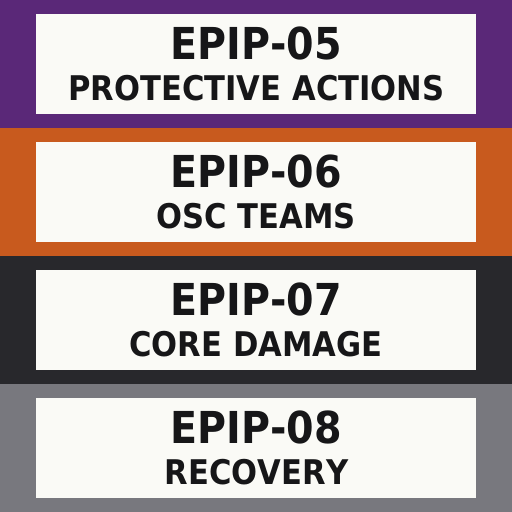 EPIP-05
PROTECTIVE ACTIONS
EPIP-06
OSC TEAMS
EPIP-07
CORE DAMAGE
EPIP-08
RECOVERY